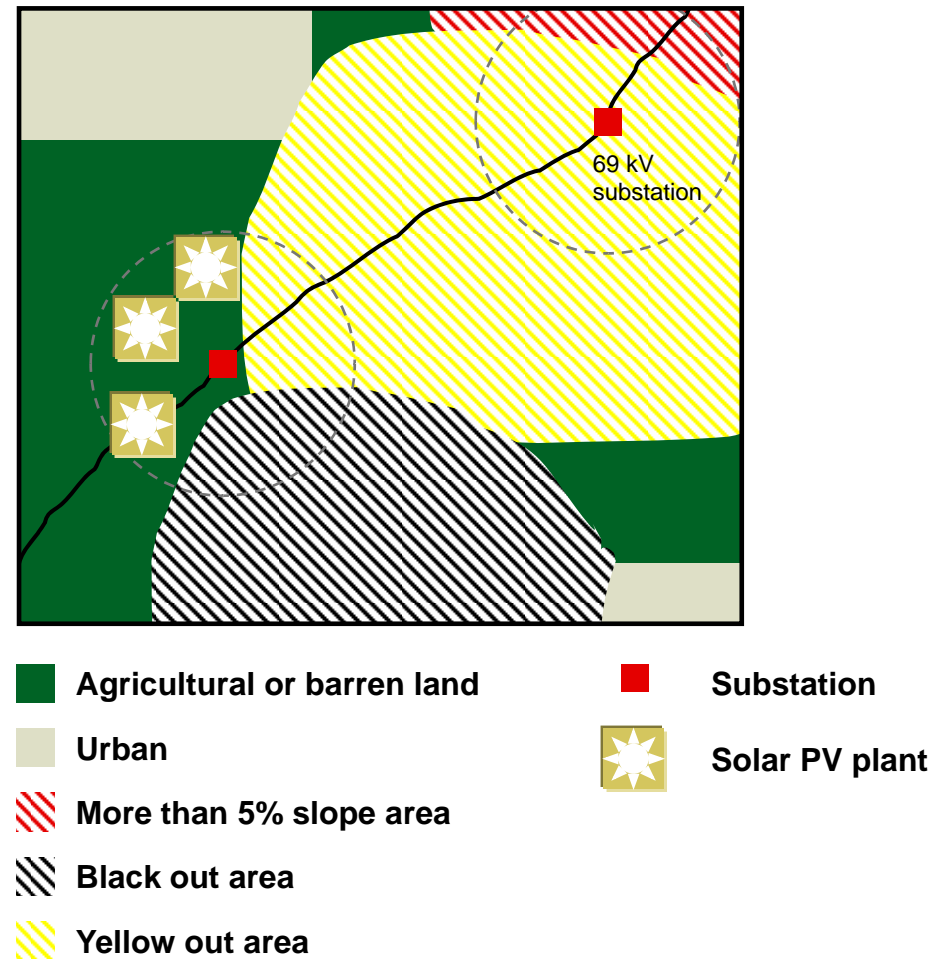 69 kV
substation
Agricultural or barren land
Urban
More than 5% slope area
Black out area
Yellow out area
Substation
Solar PV plant